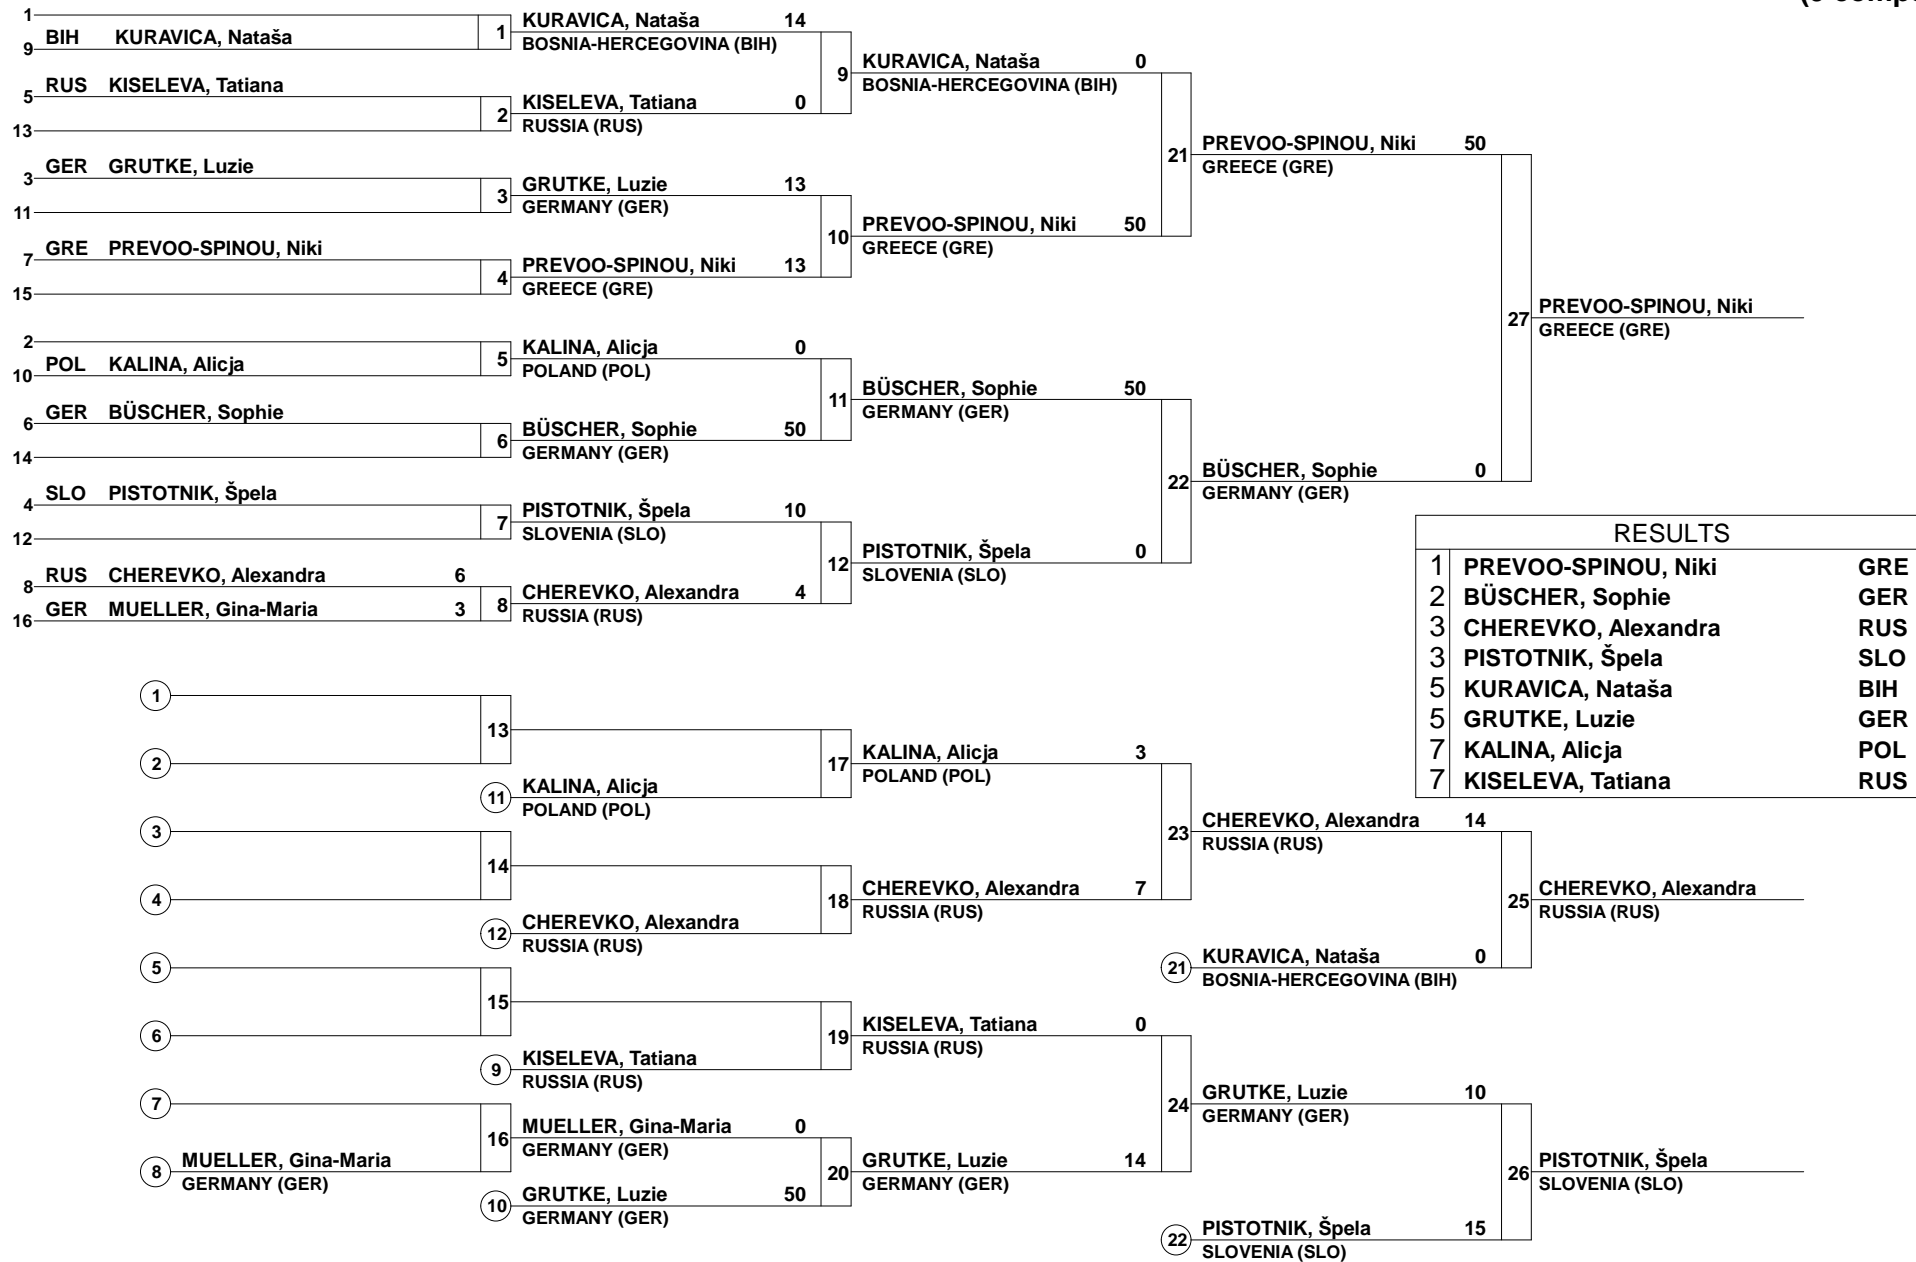 1
BIH KURAVICA, Nataša
9
RUS KISELEVA, Tatiana
5
13
GER GRUTKE, Luzie
3
11
GRE PREVOO-SPINOU, Niki
7
15
2
POL KALINA, Alicja
10
GER BÜSCHER, Sophie
6
14
SLO PISTOTNIK, Špela
4
12
RUS CHEREVKO, Alexandra 6
8
GER MUELLER, Gina-Maria 3
16
1
KURAVICA, Nataša 14
BOSNIA-HERCEGOVINA (BIH)
2
KISELEVA, Tatiana 0
RUSSIA (RUS)
3
GRUTKE, Luzie 13
GERMANY (GER)
4
PREVOO-SPINOU, Niki 13
GREECE (GRE)
5
KALINA, Alicja 0
POLAND (POL)
6
BÜSCHER, Sophie 50
GERMANY (GER)
7
PISTOTNIK, Špela 10
SLOVENIA (SLO)
8
CHEREVKO, Alexandra 4
RUSSIA (RUS)
9
KURAVICA, Nataša 0
BOSNIA-HERCEGOVINA (BIH)
10
PREVOO-SPINOU, Niki 50
GREECE (GRE)
11
BÜSCHER, Sophie 50
GERMANY (GER)
12
PISTOTNIK, Špela 0
SLOVENIA (SLO)
21
PREVOO-SPINOU, Niki 50
GREECE (GRE)
22
BÜSCHER, Sophie 0
GERMANY (GER)
27
PREVOO-SPINOU, Niki
GREECE (GRE)
RESULTS
1 PREVOO-SPINOU, Niki GRE
2 BÜSCHER, Sophie GER
3 CHEREVKO, Alexandra RUS
3 PISTOTNIK, Špela SLO
5 KURAVICA, Nataša BIH
5 GRUTKE, Luzie GER
7 KALINA, Alicja POL
7 KISELEVA, Tatiana RUS
1
2
3
4
5
6
7
8
MUELLER, Gina-Maria
GERMANY (GER)
13
11
KALINA, Alicja
POLAND (POL)
14
12
CHEREVKO, Alexandra
RUSSIA (RUS)
15
9
KISELEVA, Tatiana
RUSSIA (RUS)
16
MUELLER, Gina-Maria 0
GERMANY (GER)
10
GRUTKE, Luzie 50
GERMANY (GER)
17
KALINA, Alicja 3
POLAND (POL)
18
CHEREVKO, Alexandra 7
RUSSIA (RUS)
19
KISELEVA, Tatiana 0
RUSSIA (RUS)
20
GRUTKE, Luzie 14
GERMANY (GER)
23
CHEREVKO, Alexandra 14
RUSSIA (RUS)
21
KURAVICA, Nataša 0
BOSNIA-HERCEGOVINA (BIH)
24
GRUTKE, Luzie 10
GERMANY (GER)
22
PISTOTNIK, Špela 15
SLOVENIA (SLO)
25
CHEREVKO, Alexandra
RUSSIA (RUS)
26
PISTOTNIK, Špela
SLOVENIA (SLO)